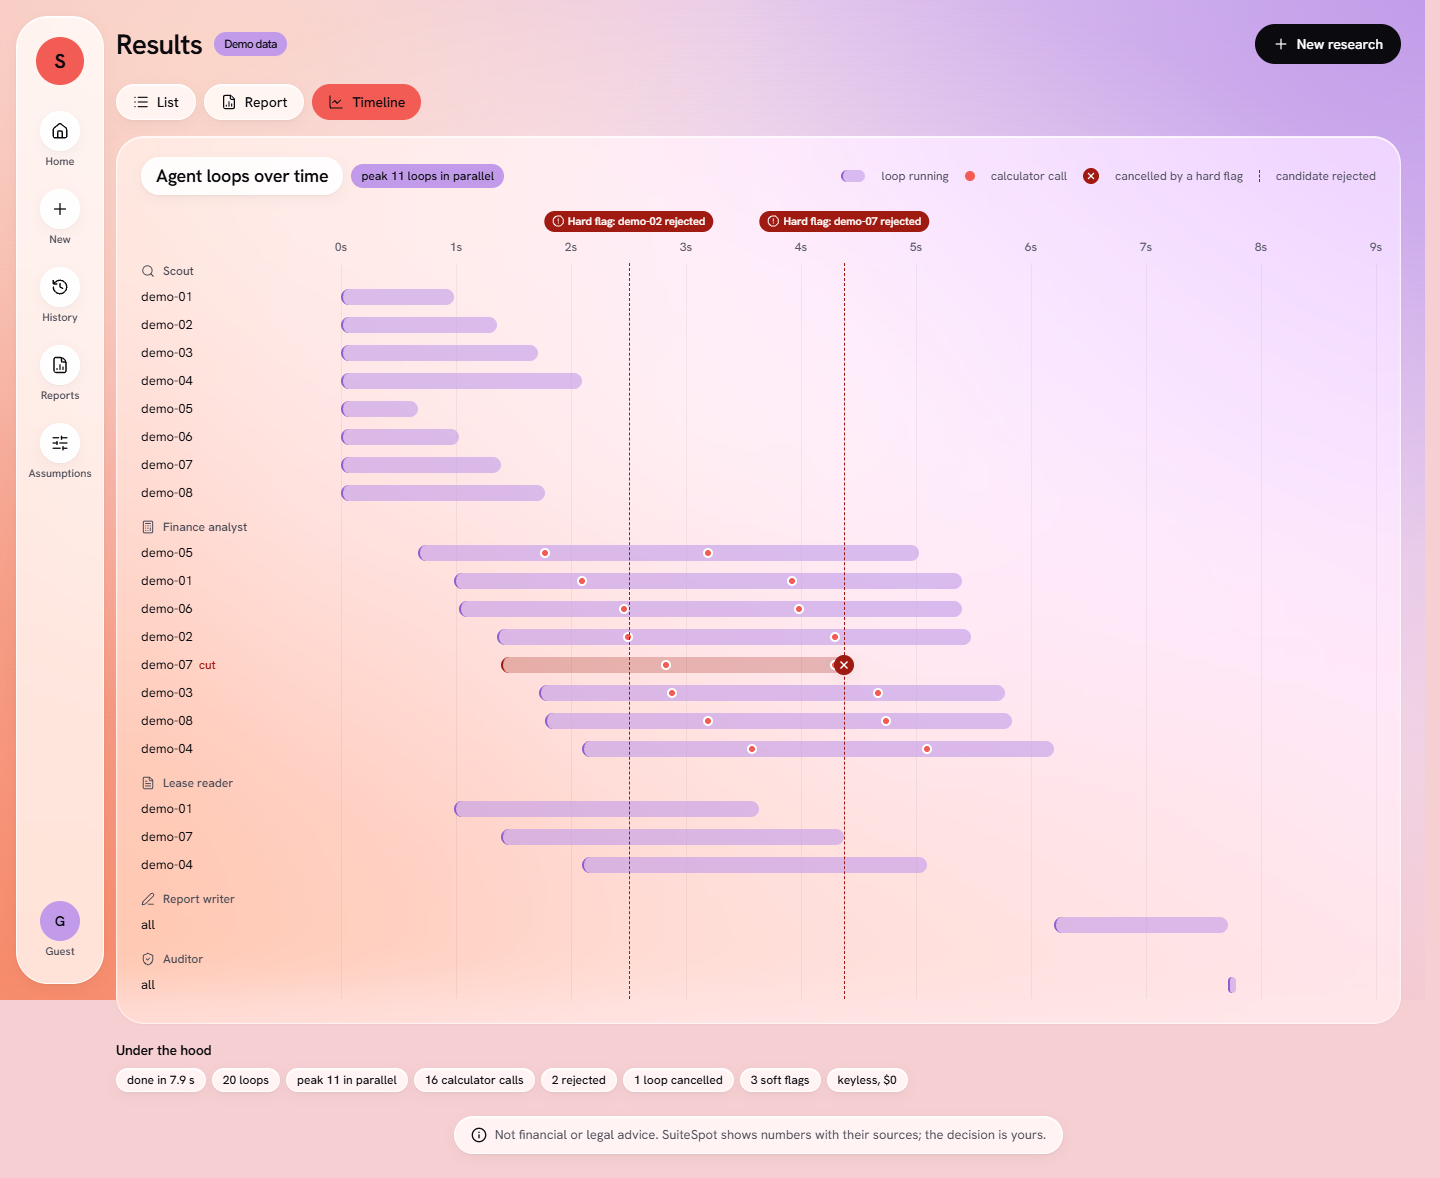 S
Results
Demo data
New research
Home
New
History
Reports
Assumptions
G
Guest
List
Report
Timeline
Agent loops over time
peak 11 loops in parallel
loop running
calculator call
cancelled by a hard flag
candidate rejected
Hard flag: demo-02 rejected
Hard flag: demo-07 rejected
0s 1s 2s 3s 4s 5s 6s 7s 8s 9s
Scout
demo-01
demo-02
demo-03
demo-04
demo-05
demo-06
demo-07
demo-08
Finance analyst
demo-05
demo-01
demo-06
demo-02
demo-07 cut
demo-03
demo-08
demo-04
Lease reader
demo-01
demo-07
demo-04
Report writer
all
Auditor
all
Under the hood
done in 7.9 s
20 loops
peak 11 in parallel
16 calculator calls
2 rejected
1 loop cancelled
3 soft flags
keyless, $0
Not financial or legal advice. SuiteSpot shows numbers with their sources; the decision is yours.